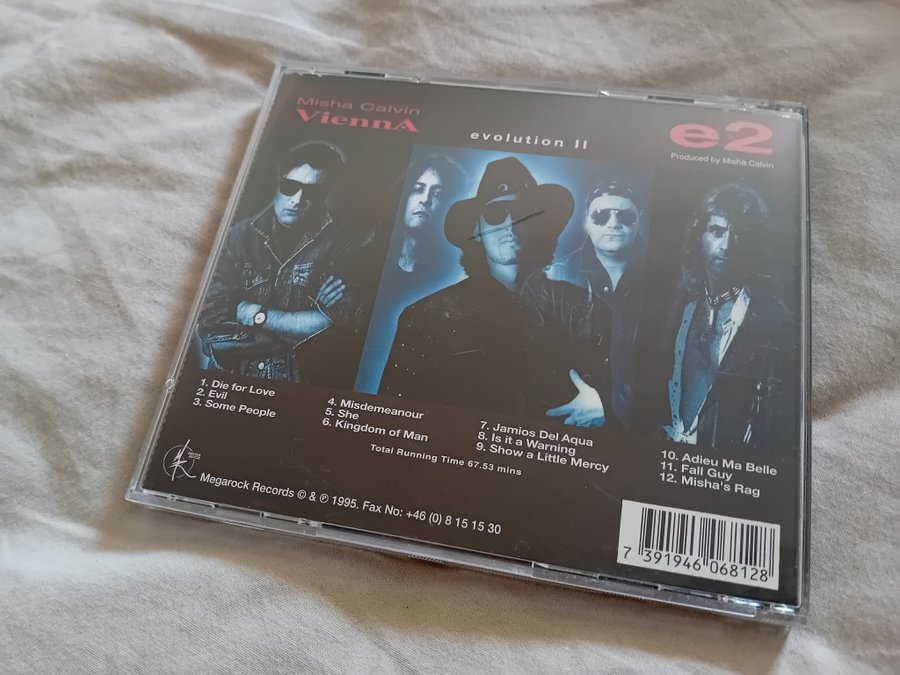 Misha Calvin
ViennA
evolution II
e2
Produced by Misha Calvin
1. Die for Love
2. Evil
3. Some People
4. Misdemeanour
5. She
6. Kingdom of Man
7. Jamios Del Aqua
8. Is it a Warning
9. Show a Little Mercy
10. Adieu Ma Belle
11. Fall Guy
12. Misha's Rag
Total Running Time 67.53 mins
Megarock Records © & ℗ 1995. Fax No: +46 (0) 8 15 15 30
7 391946 068128